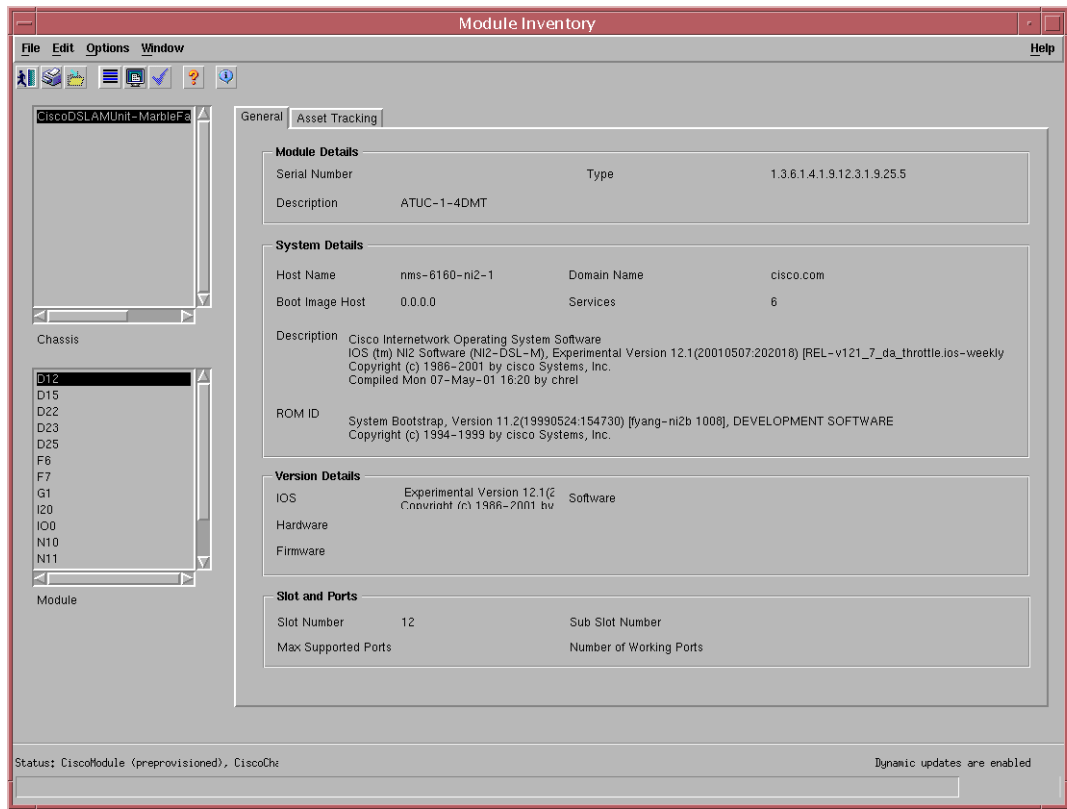 Module Inventory
File Edit Options Window Help
CiscoDSLAMUnit-MarbleFa
Chassis
D12
D15
D22
D23
D25
F6
F7
G1
I20
IO0
N10
N11
Module
General Asset Tracking
Module Details
Serial Number Type 1.3.6.1.4.1.9.12.3.1.9.25.5
Description ATUC-1-4DMT
System Details
Host Name nms-6160-ni2-1 Domain Name cisco.com
Boot Image Host 0.0.0.0 Services 6
Description Cisco Internetwork Operating System Software
IOS (tm) NI2 Software (NI2-DSL-M), Experimental Version 12.1(20010507:202018) [REL-v121_7_da_throttle.ios-weekly
Copyright (c) 1986-2001 by cisco Systems, Inc.
Compiled Mon 07-May-01 16:20 by chrel
ROM ID System Bootstrap, Version 11.2(19990524:154730) [fyang-ni2b 1008], DEVELOPMENT SOFTWARE
Copyright (c) 1994-1999 by cisco Systems, Inc.
Version Details
IOS Experimental Version 12.1(2 Software
Copyright (c) 1986-2001 by
Hardware
Firmware
Slot and Ports
Slot Number 12 Sub Slot Number
Max Supported Ports Number of Working Ports
Status: CiscoModule (preprovisioned), CiscoCha Dynamic updates are enabled